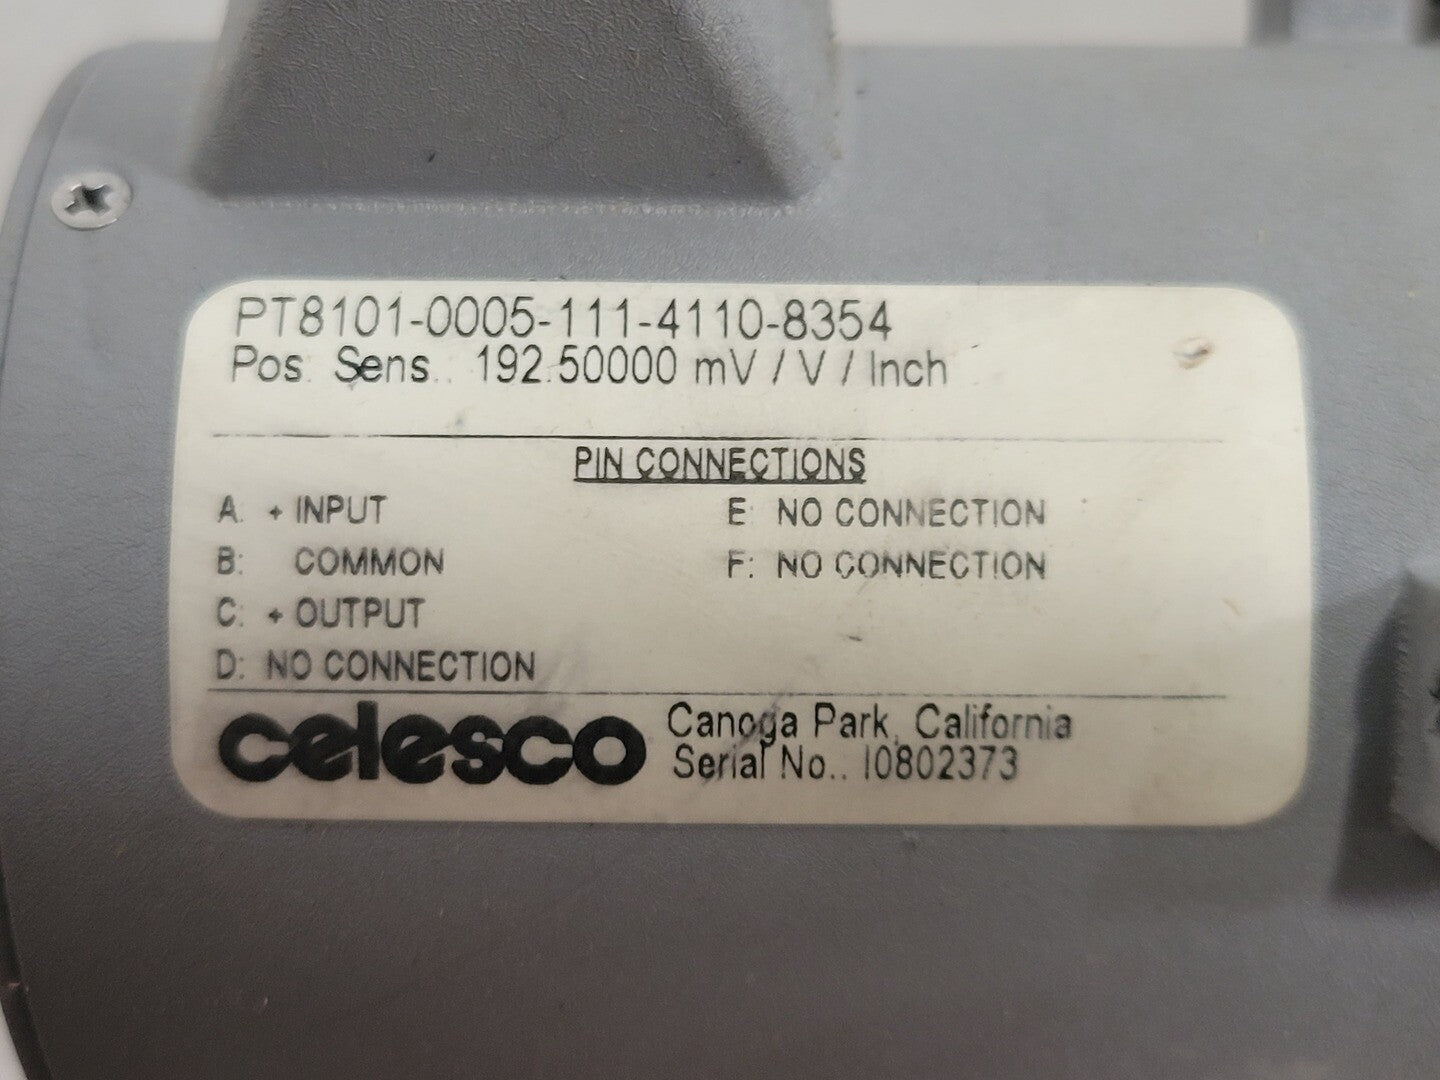 PT8101-0005-111-4110-8354
Pos. Sens.: 192.50000 mV / V / Inch
PIN CONNECTIONS
A: + INPUT
B: COMMON
C: + OUTPUT
D: NO CONNECTION
E: NO CONNECTION
F: NO CONNECTION
celesco
Canoga Park, California
Serial No.: I0802373